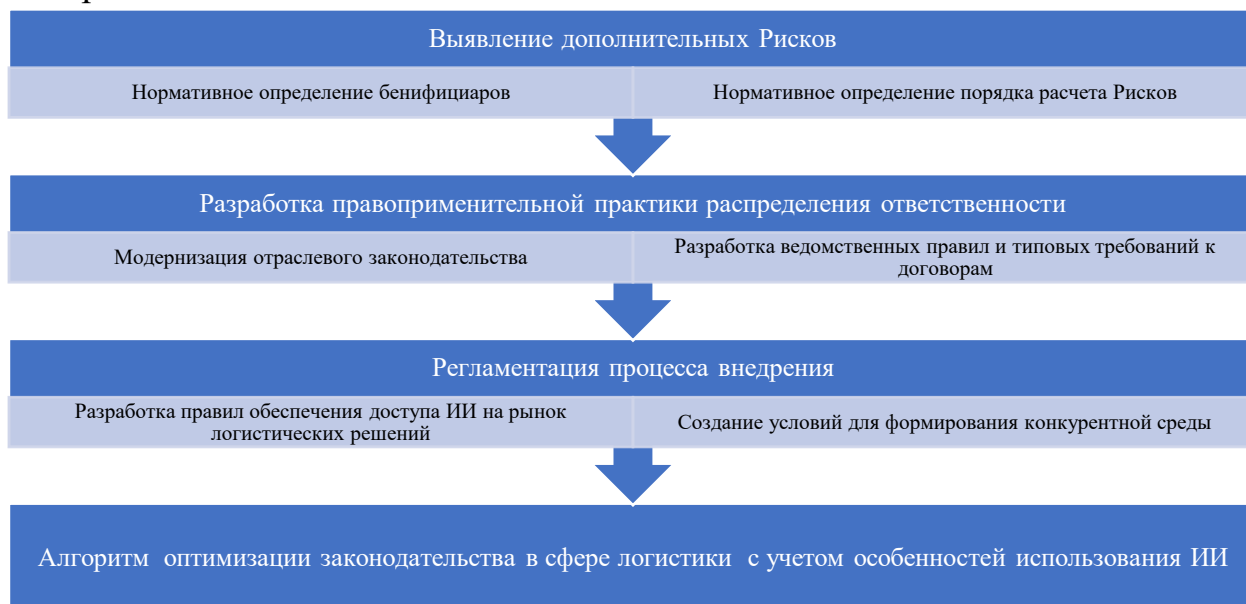 Выявление дополнительных Рисков
Нормативное определение бенифициаров
Нормативное определение порядка расчета Рисков
Разработка правоприменительной практики распределения ответственности
Модернизация отраслевого законодательства
Разработка ведомственных правил и типовых требований к
договорам
Регламентация процесса внедрения
Разработка правил обеспечения доступа ИИ на рынок
логистических решений
Создание условий для формирования конкурентной среды
Алгоритм оптимизации законодательства в сфере логистики с учетом особенностей использования ИИ